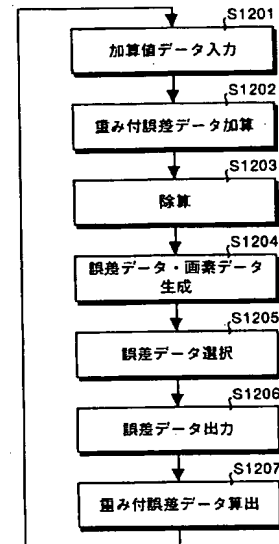 S1201
加算値データ入力
S1202
重み付誤差データ加算
S1203
除算
S1204
誤差データ・画素データ
生成
S1205
誤差データ選択
S1206
誤差データ出力
S1207
重み付誤差データ算出